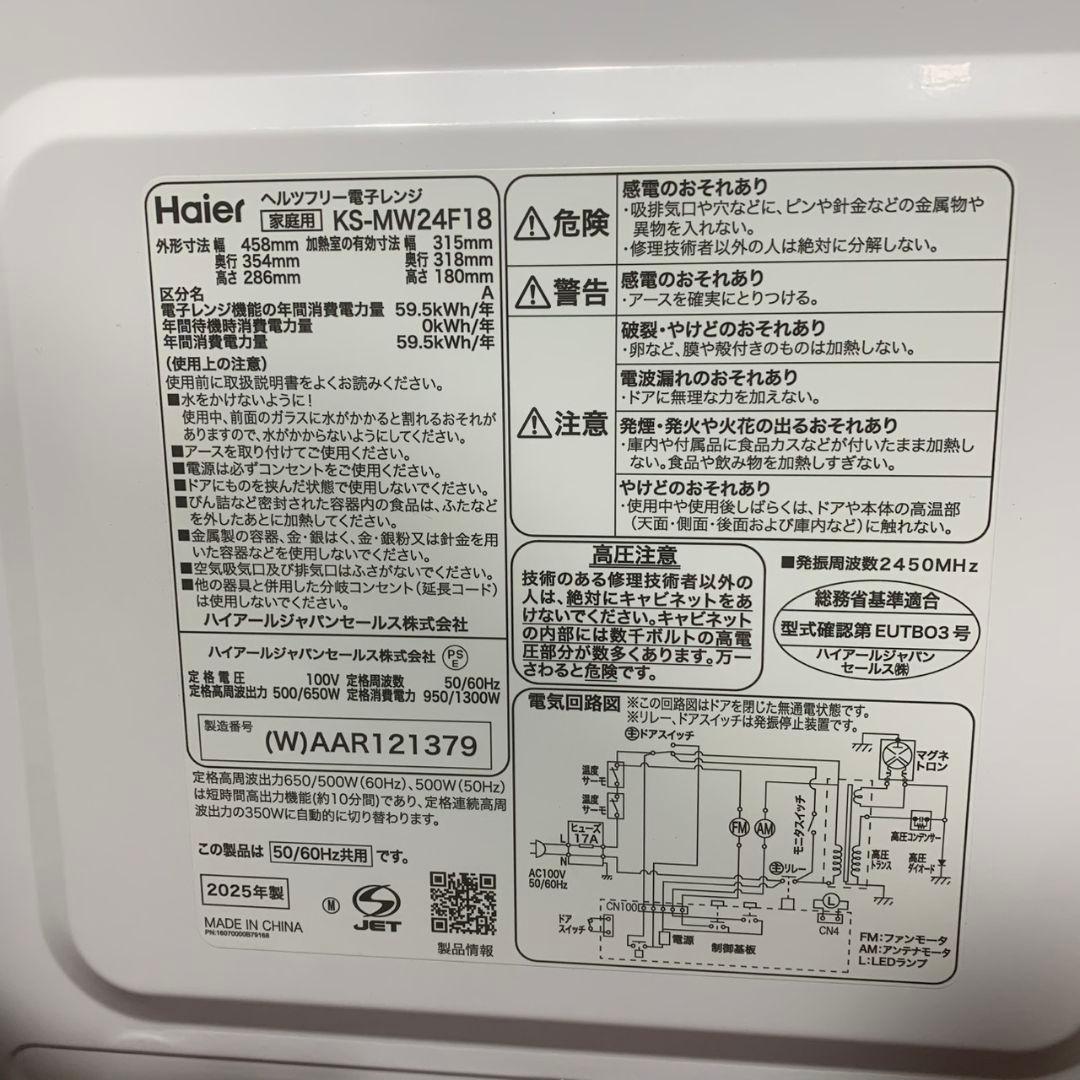 Haier
ヘルツフリー電子レンジ
家庭用 KS-MW24F18
外形寸法 幅 458mm 加熱室の有効寸法 幅 315mm
奥行 354mm 奥行 318mm
高さ 286mm 高さ 180mm
区分名 A
電子レンジ機能の年間消費電力量 59.5kWh/年
年間待機時消費電力量 0kWh/年
年間消費電力量 59.5kWh/年
(使用上の注意)
使用前に取扱説明書をよくお読みください。
■水をかけないように!
使用中、前面のガラスに水がかかると割れるおそれが
ありますので、水がかからないようにしてください。
■アースを取り付けてご使用ください。
■電源は必ずコンセントをご使用ください。
■ドアにものを挟んだ状態で使用しないでください。
■びん詰など密封された容器内の食品は、ふたなど
を外したあとに加熱してください。
■金属製の容器、金・銀はく、金・銀粉又は針金を用
いた容器などを使用しないでください。
■空気吸気口及び排気口はふさがないでください。
■他の器具と併用した分岐コンセント(延長コード)
は使用しないでください。
ハイアールジャパンセールス株式会社
ハイアールジャパンセールス株式会社 PSE
定格電圧 100V 定格周波数 50/60Hz
定格高周波出力 500/650W 定格消費電力 950/1300W
製造番号
(W)AAR121379
定格高周波出力650/500W(60Hz)、500W(50Hz)
は短時間高出力機能(約10分間)であり、定格連続高周
波出力の350Wに自動的に切り替わります。
この製品は 50/60Hz共用 です。
2025年製
MADE IN CHINA
PN:16070000B79168
M
JET
製品情報
危険
感電のおそれあり
・吸排気口や穴などに、ピンや針金などの金属物や
異物を入れない。
・修理技術者以外の人は絶対に分解しない。
警告
感電のおそれあり
・アースを確実にとりつける。
注意
破裂・やけどのおそれあり
・卵など、膜や殻付きのものは加熱しない。
電波漏れのおそれあり
・ドアに無理な力を加えない。
発煙・発火や火花の出るおそれあり
・庫内や付属品に食品カスなどが付いたまま加熱し
ない。食品や飲み物を加熱しすぎない。
やけどのおそれあり
・使用中や使用後しばらくは、ドアや本体の高温部
(天面・側面・後面および庫内など)に触れない。
高圧注意
技術のある修理技術者以外の
人は、絶対にキャビネットをあ
けないでください。キャビネット
の内部には数千ボルトの高電
圧部分が数多くあります。万一
さわると危険です。
■発振周波数2450MHz
総務省基準適合
型式確認第EUTB03号
ハイアールジャパン
セールス㈱
電気回路図 ※この回路図はドアを閉じた無通電状態です。
※リレー、ドアスイッチは発振停止装置です。
主ドアスイッチ
温度
サーモ
温度
サーモ
ヒューズ
17A
L
N
AC100V
50/60Hz
FM
AM
モニタスイッチ
主リレー
マグネ
トロン
高圧コンデンサー
高圧
トランス
高圧
ダイオード
CN100
ドア
スイッチ
電源
制御基板
L
CN4
FM:ファンモータ
AM:アンテナモータ
L:LEDランプ